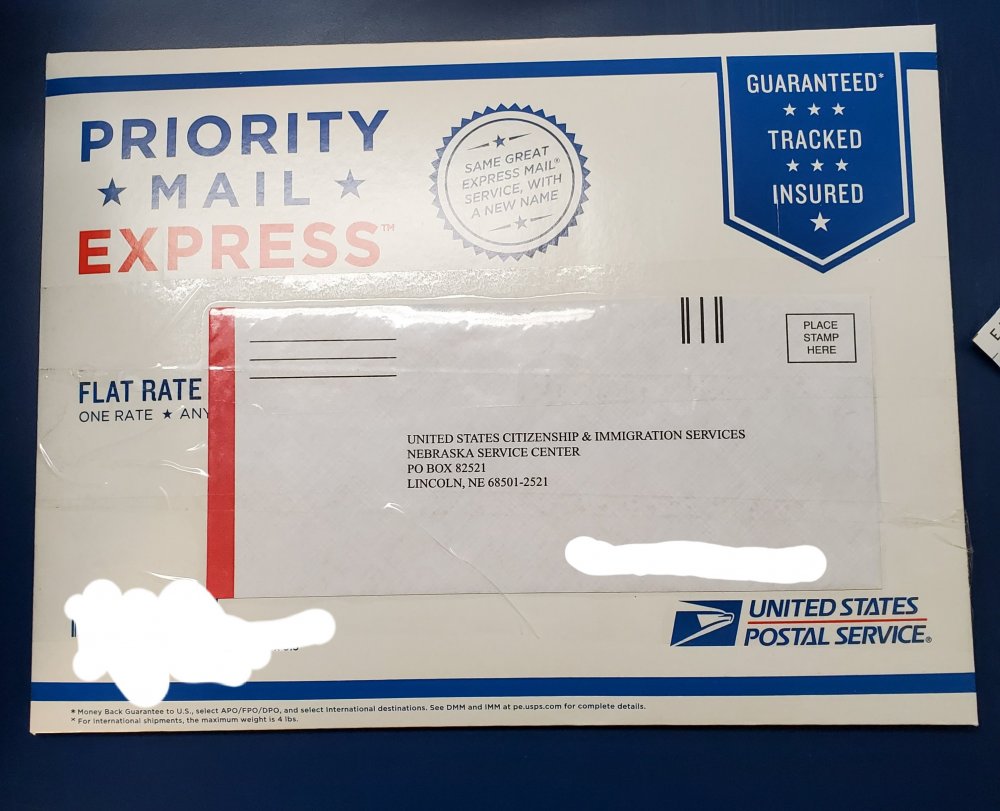 PRIORITY
★ MAIL ★
EXPRESS™
SAME GREAT
EXPRESS MAIL®
SERVICE, WITH
A NEW NAME
GUARANTEED*
★ ★ ★
TRACKED
★ ★ ★
INSURED
★
FLAT RATE
ONE RATE ★ ANY
PLACE
STAMP
HERE
UNITED STATES CITIZENSHIP & IMMIGRATION SERVICES
NEBRASKA SERVICE CENTER
PO BOX 82521
LINCOLN, NE 68501-2521
UNITED STATES
POSTAL SERVICE®
* Money Back Guarantee to U.S., select APO/FPO/DPO, and select International destinations. See DMM and IMM at pe.usps.com for complete details.
* For international shipments, the maximum weight is 4 lbs.